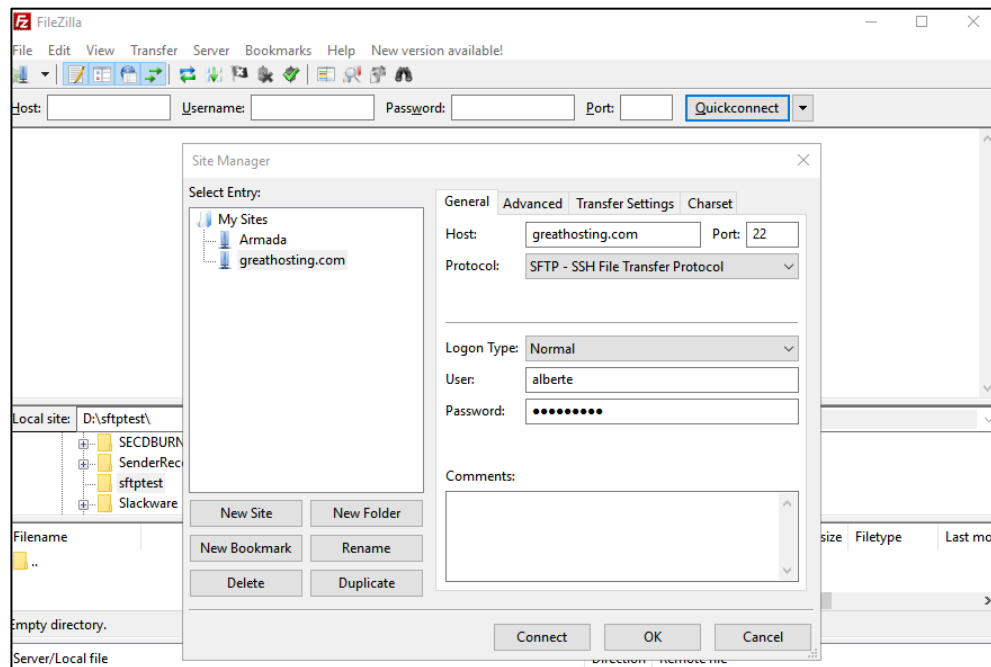 FileZilla
File Edit View Transfer Server Bookmarks Help New version available!
Host: Username: Password: Port: Quickconnect
Site Manager
Select Entry:
My Sites
Armada
greathosting.com
General Advanced Transfer Settings Charset
Host: greathosting.com Port: 22
Protocol: SFTP - SSH File Transfer Protocol
Logon Type: Normal
User: alberte
Password: ●●●●●●●●●
Comments:
New Site New Folder
New Bookmark Rename
Delete Duplicate
Connect OK Cancel
Local site: D:\sftptest\
SECDBURN
SenderRec
sftptest
Slackware
Filename size Filetype Last mo
..
Empty directory.
Server/Local file Direction Remote file